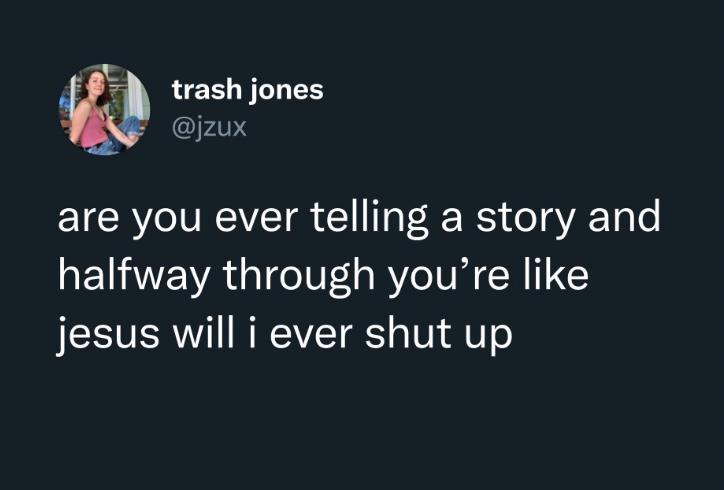 trash jones
@jzux
are you ever telling a story and
halfway through you’re like
jesus will i ever shut up